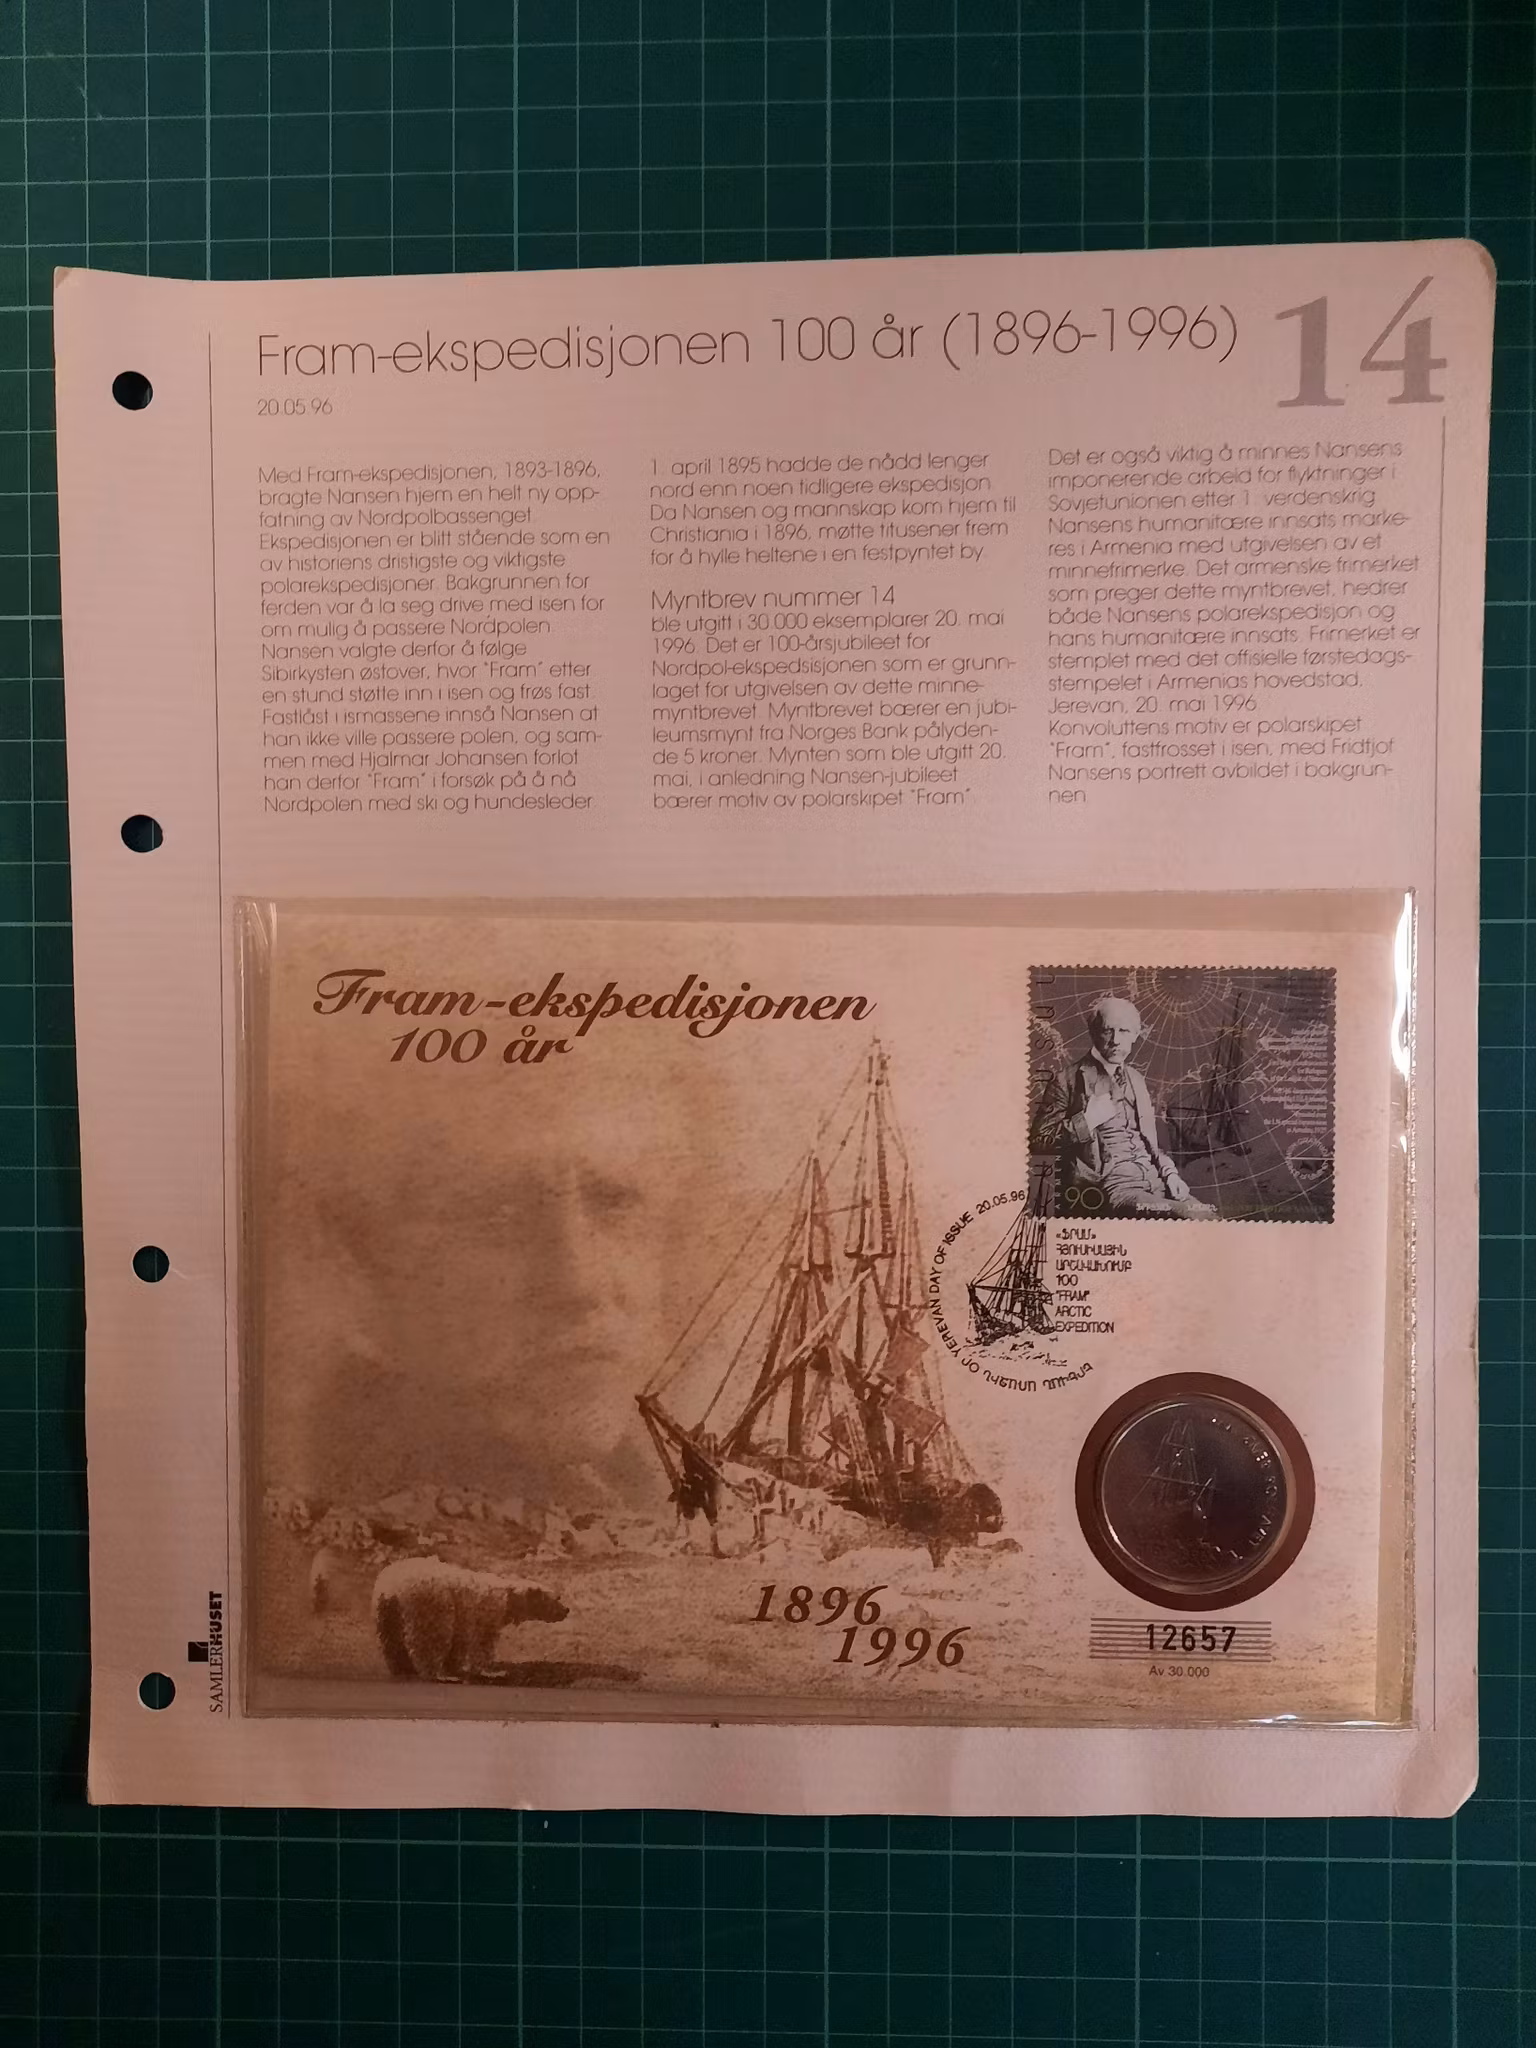 Fram-ekspedisjonen 100 år (1896-1996)
14
20.05.96
Med Fram-ekspedisjonen, 1893-1896,
bragte Nansen hjem en helt ny opp-
fatning av Nordpolbassenget.
Ekspedisjonen er blitt stående som en
av historiens dristigste og viktigste
polarekspedisjoner. Bakgrunnen for
ferden var å la seg drive med isen for
om mulig å passere Nordpolen.
Nansen valgte derfor å følge
Sibirkysten østover, hvor "Fram" etter
en stund støtte inn i isen og frøs fast.
Fastlåst i ismassene innså Nansen at
han ikke ville passere polen, og sam-
men med Hjalmar Johansen forlot
han derfor "Fram" i forsøk på å nå
Nordpolen med ski og hundesleder.
1. april 1895 hadde de nådd lenger
nord enn noen tidligere ekspedisjon.
Da Nansen og mannskap kom hjem til
Christiania i 1896, møtte titusener frem
for å hylle heltene i en festpyntet by.
Myntbrev nummer 14
ble utgitt i 30.000 eksemplarer 20. mai
1996. Det er 100-årsjubileet for
Nordpol-ekspedsisjonen som er grunn-
laget for utgivelsen av dette minne-
myntbrevet. Myntbrevet bærer en jubi-
leumsmynt fra Norges Bank pålyden-
de 5 kroner. Mynten som ble utgitt 20.
mai, i anledning Nansen-jubileet
bærer motiv av polarskipet "Fram".
Det er også viktig å minnes Nansens
imponerende arbeid for flyktninger i
Sovjetunionen etter 1. verdenskrig.
Nansens humanitære innsats marke-
res i Armenia med utgivelsen av et
minnefrimerke. Det armenske frimerket
som preger dette myntbrevet, hedrer
både Nansens polarekspedisjon og
hans humanitære innsats. Frimerket er
stemplet med det offisielle førstedags-
stempelet i Armenias hovedstad,
Jerevan, 20. mai 1996.
Konvoluttens motiv er polarskipet
"Fram", fastfrosset i isen, med Fridtjof
Nansens portrett avbildet i bakgrun-
nen.
Fram-ekspedisjonen
100 år
ARMENIA
90
for Refugees
of the League of Nations
in Armenia, 1925
YEREVAN DAY OF ISSUE 20.05.96
«ՖՐԱՄ»
ԱՐՇԱՎԱԽՈՒՄԲ
100
"FRAM"
ARCTIC
EXPEDITION
1896
1996
12657
Av 30.000
SAMLERHUSET